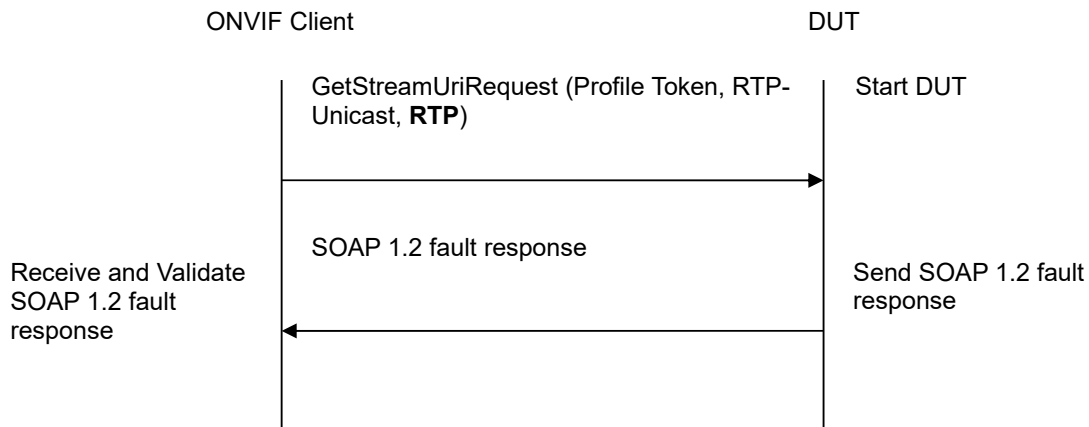 ONVIF Client
DUT
GetStreamUriRequest (Profile Token, RTP-
Unicast, RTP)
Start DUT
SOAP 1.2 fault response
Receive and Validate
SOAP 1.2 fault
response
Send SOAP 1.2 fault
response